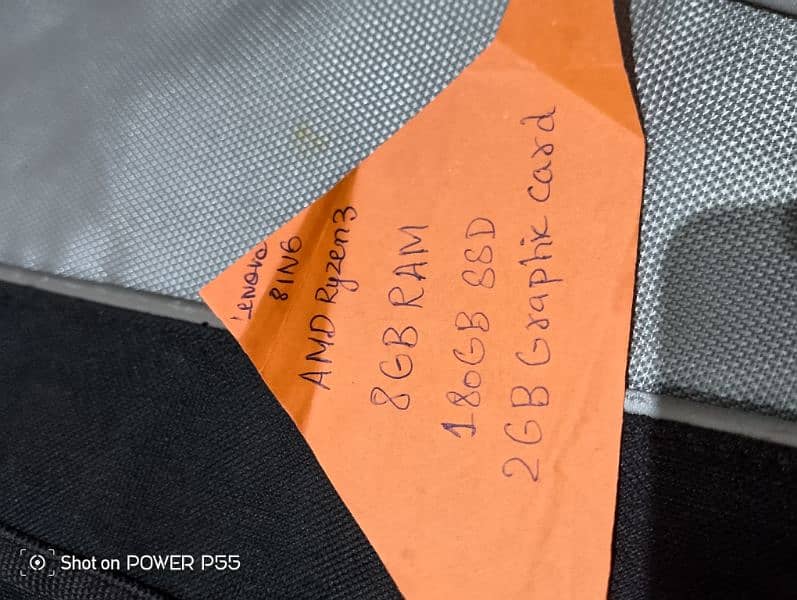 Lenovo
81N6
AMD Ryzen3
8GB RAM
180GB SSD
2GB Graphic card
Shot on POWER P55